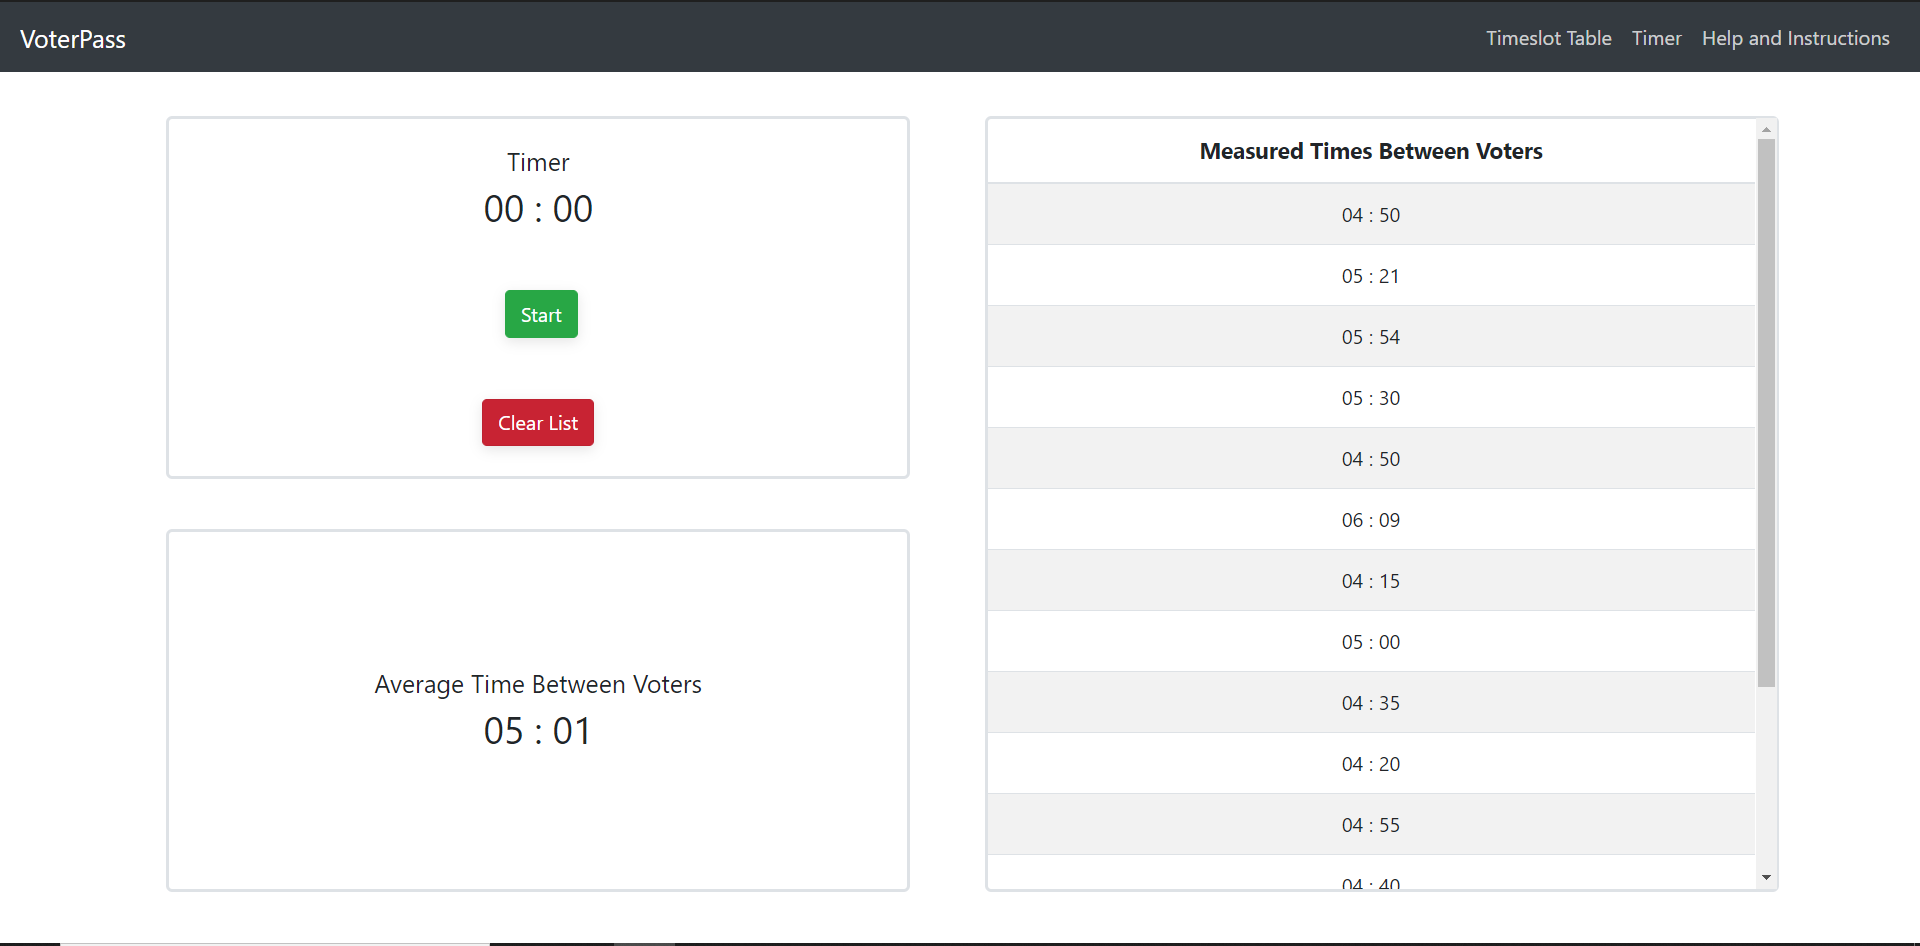 VoterPass
Timeslot Table Timer Help and Instructions
Timer
00 : 00
Start
Clear List
Average Time Between Voters
05 : 01
Measured Times Between Voters
04 : 50
05 : 21
05 : 54
05 : 30
04 : 50
06 : 09
04 : 15
05 : 00
04 : 35
04 : 20
04 : 55
04 : 40